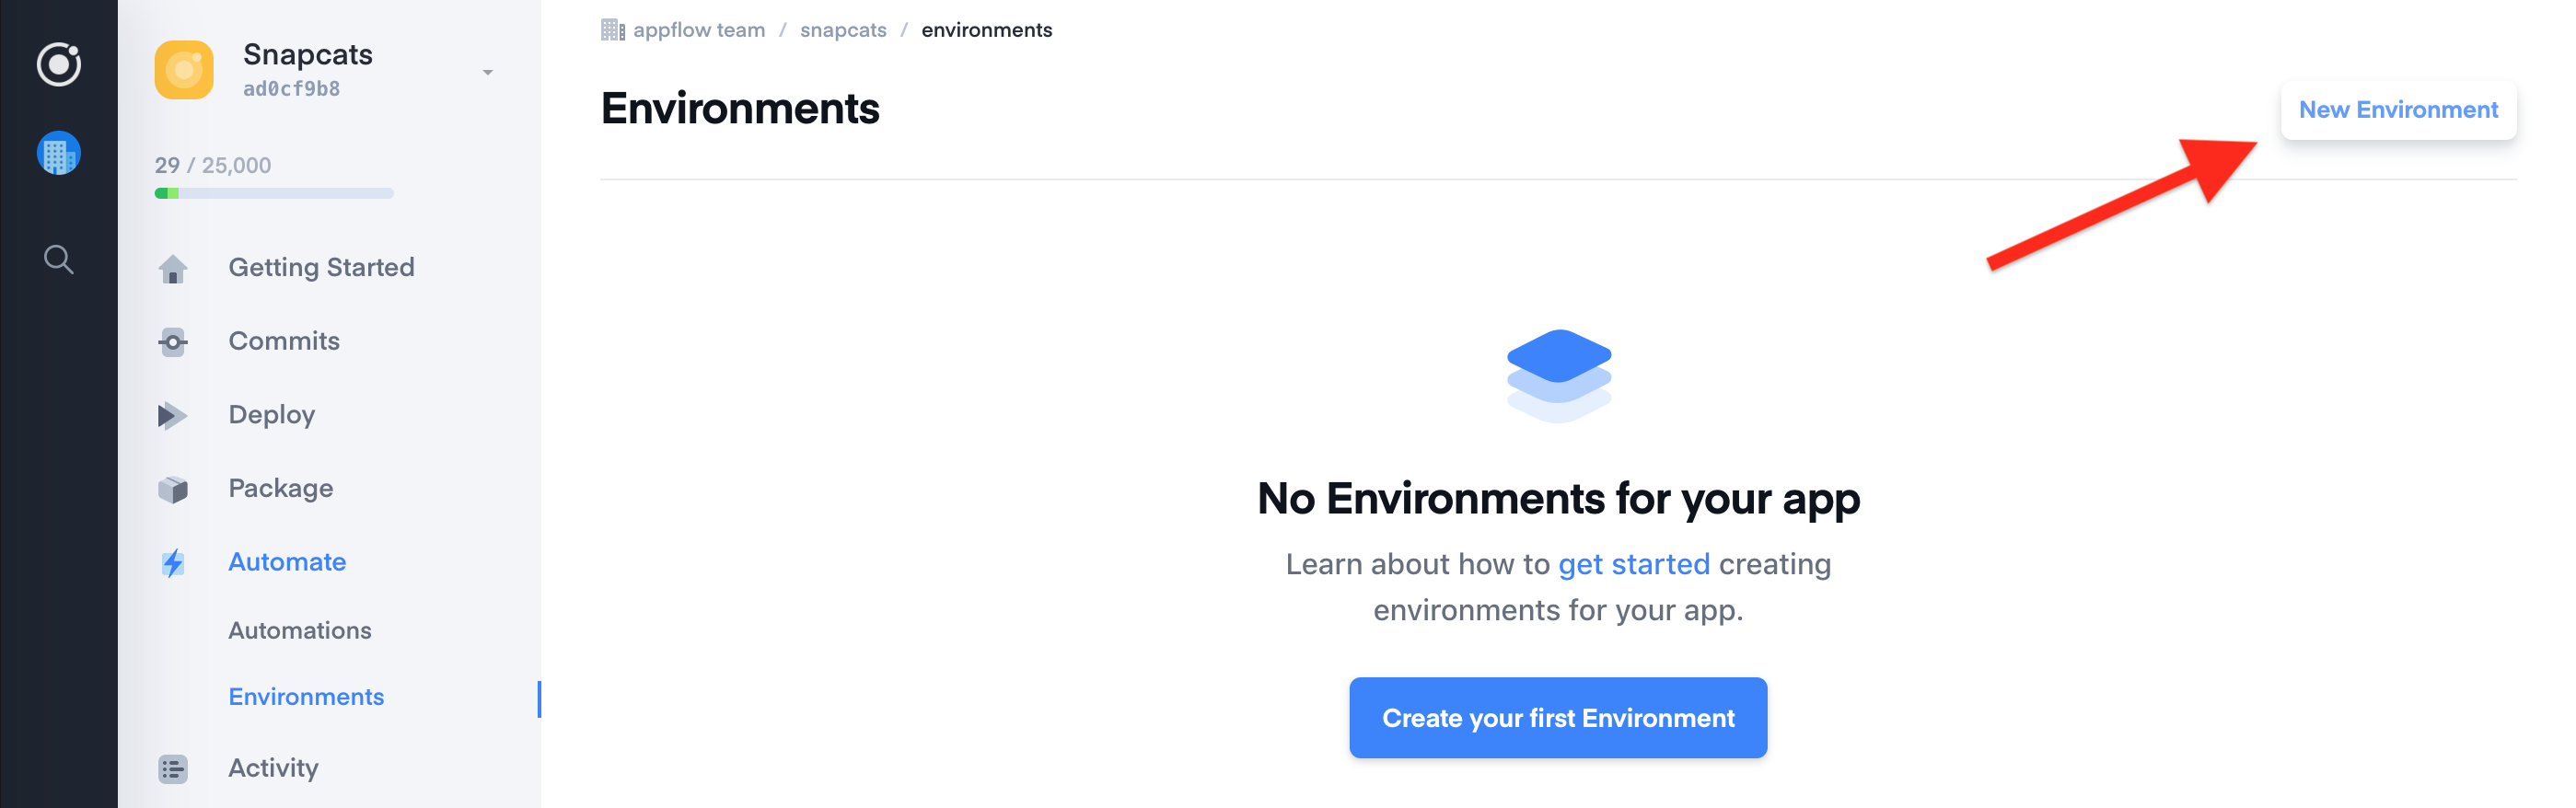 Snapcats
ad0cf9b8
29 / 25,000
Getting Started
Commits
Deploy
Package
Automate
Automations
Environments
Activity
appflow team / snapcats / environments
Environments
New Environment
No Environments for your app
Learn about how to get started creating
environments for your app.
Create your first Environment